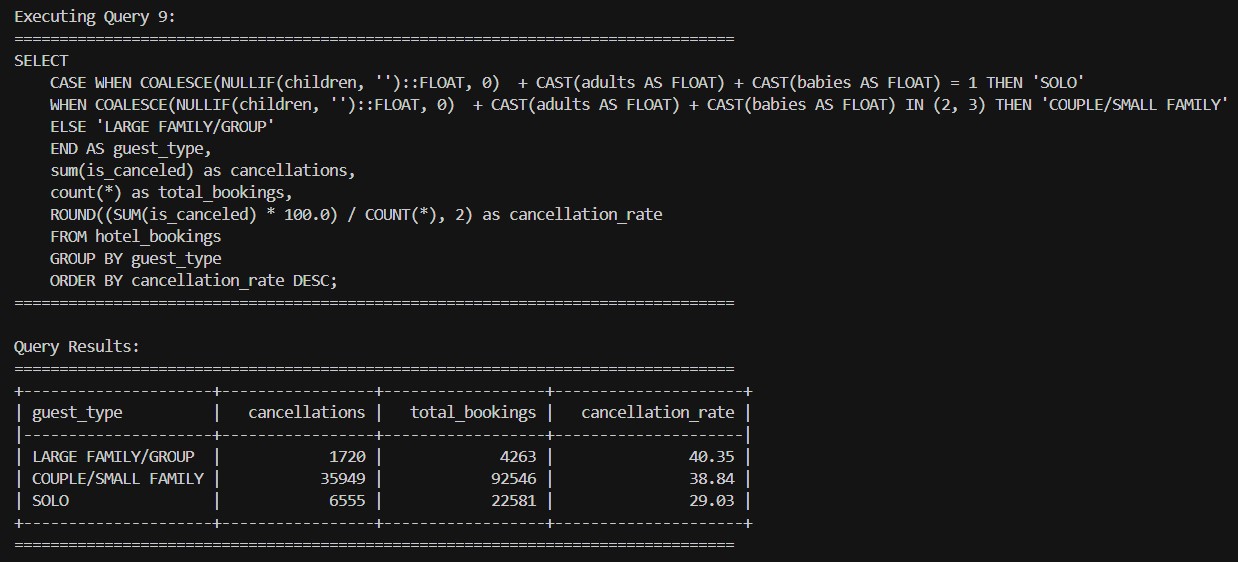 Executing Query 9:
================================================================================
SELECT
    CASE WHEN COALESCE(NULLIF(children, '')::FLOAT, 0)  + CAST(adults AS FLOAT) + CAST(babies AS FLOAT) = 1 THEN 'SOLO'
    WHEN COALESCE(NULLIF(children, '')::FLOAT, 0)  + CAST(adults AS FLOAT) + CAST(babies AS FLOAT) IN (2, 3) THEN 'COUPLE/SMALL FAMILY'
    ELSE 'LARGE FAMILY/GROUP'
    END AS guest_type,
    sum(is_canceled) as cancellations,
    count(*) as total_bookings,
    ROUND((SUM(is_canceled) * 100.0) / COUNT(*), 2) as cancellation_rate
    FROM hotel_bookings
    GROUP BY guest_type
    ORDER BY cancellation_rate DESC;
================================================================================

Query Results:
================================================================================
+---------------------+-----------------+------------------+---------------------+
| guest_type          |   cancellations |   total_bookings |   cancellation_rate |
|---------------------+-----------------+------------------+---------------------|
| LARGE FAMILY/GROUP  |            1720 |             4263 |               40.35 |
| COUPLE/SMALL FAMILY |           35949 |            92546 |               38.84 |
| SOLO                |            6555 |            22581 |               29.03 |
+---------------------+-----------------+------------------+---------------------+
================================================================================